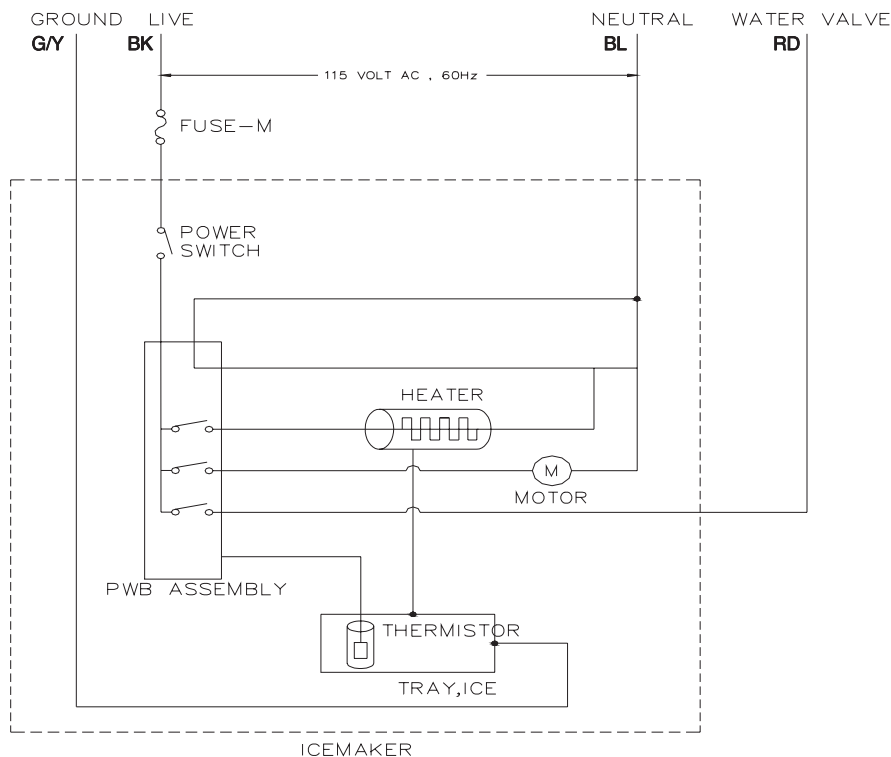 GROUND LIVE NEUTRAL WATER VALVE
G/Y BK BL RD
115 VOLT AC , 60Hz
FUSE-M
POWER
SWITCH
HEATER
M
MOTOR
PWB ASSEMBLY
THERMISTOR
TRAY,ICE
ICEMAKER